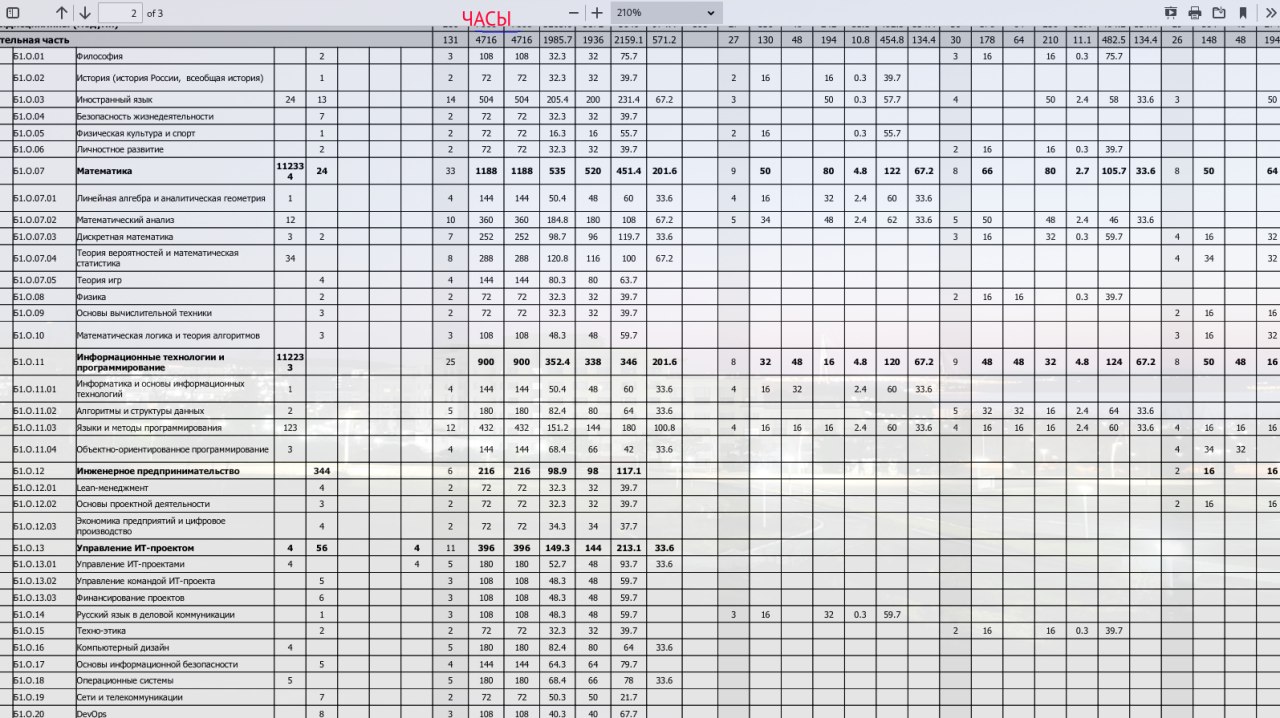 2 of 3 ЧАСЫ 210%
тельная часть 131 4716 4716 1985.7 1936 2159.1 571.2 27 130 48 194 10.8 454.8 134.4 30 178 64 210 11.1 482.5 134.4 26 148 48 194
Б1.О.01 Философия 2 3 108 108 32.3 32 75.7 3 16 16 0.3 75.7
Б1.О.02 История (история России, всеобщая история) 1 2 72 72 32.3 32 39.7 2 16 16 0.3 39.7
Б1.О.03 Иностранный язык 24 13 14 504 504 205.4 200 231.4 67.2 3 50 0.3 57.7 4 50 2.4 58 33.6 3 50
Б1.О.04 Безопасность жизнедеятельности 7 2 72 72 32.3 32 39.7
Б1.О.05 Физическая культура и спорт 1 2 72 72 16.3 16 55.7 2 16 0.3 55.7
Б1.О.06 Личностное развитие 2 2 72 72 32.3 32 39.7 2 16 16 0.3 39.7
Б1.О.07 Математика 11233
4 24 33 1188 1188 535 520 451.4 201.6 9 50 80 4.8 122 67.2 8 66 80 2.7 105.7 33.6 8 50 64
Б1.О.07.01 Линейная алгебра и аналитическая геометрия 1 4 144 144 50.4 48 60 33.6 4 16 32 2.4 60 33.6
Б1.О.07.02 Математический анализ 12 10 360 360 184.8 180 108 67.2 5 34 48 2.4 62 33.6 5 50 48 2.4 46 33.6
Б1.О.07.03 Дискретная математика 3 2 7 252 252 98.7 96 119.7 33.6 3 16 32 0.3 59.7 4 16 32
Б1.О.07.04 Теория вероятностей и математическая
статистика 34 8 288 288 120.8 116 100 67.2 4 34 32
Б1.О.07.05 Теория игр 4 4 144 144 80.3 80 63.7
Б1.О.08 Физика 2 2 72 72 32.3 32 39.7 2 16 16 0.3 39.7
Б1.О.09 Основы вычислительной техники 3 2 72 72 32.3 32 39.7 2 16 16
Б1.О.10 Математическая логика и теория алгоритмов 3 3 108 108 48.3 48 59.7 3 16 32
Б1.О.11 Информационные технологии и
программирование 11223
3 25 900 900 352.4 338 346 201.6 8 32 48 16 4.8 120 67.2 9 48 48 32 4.8 124 67.2 8 50 48 16
Б1.О.11.01 Информатика и основы информационных
технологий 1 4 144 144 50.4 48 60 33.6 4 16 32 2.4 60 33.6
Б1.О.11.02 Алгоритмы и структуры данных 2 5 180 180 82.4 80 64 33.6 5 32 32 16 2.4 64 33.6
Б1.О.11.03 Языки и методы программирования 123 12 432 432 151.2 144 180 100.8 4 16 16 16 2.4 60 33.6 4 16 16 16 2.4 60 33.6 4 16 16 16
Б1.О.11.04 Объектно-ориентированное программирование 3 4 144 144 68.4 66 42 33.6 4 34 32
Б1.О.12 Инженерное предпринимательство 344 6 216 216 98.9 98 117.1 2 16 16
Б1.О.12.01 Lean-менеджмент 4 2 72 72 32.3 32 39.7
Б1.О.12.02 Основы проектной деятельности 3 2 72 72 32.3 32 39.7 2 16 16
Б1.О.12.03 Экономика предприятий и цифровое
производство 4 2 72 72 34.3 34 37.7
Б1.О.13 Управление ИТ-проектом 4 56 4 11 396 396 149.3 144 213.1 33.6
Б1.О.13.01 Управление ИТ-проектами 4 4 5 180 180 52.7 48 93.7 33.6
Б1.О.13.02 Управление командой ИТ-проекта 5 3 108 108 48.3 48 59.7
Б1.О.13.03 Финансирование проектов 6 3 108 108 48.3 48 59.7
Б1.О.14 Русский язык в деловой коммуникации 1 3 108 108 48.3 48 59.7 3 16 32 0.3 59.7
Б1.О.15 Техно-этика 2 2 72 72 32.3 32 39.7 2 16 16 0.3 39.7
Б1.О.16 Компьютерный дизайн 4 5 180 180 82.4 80 64 33.6
Б1.О.17 Основы информационной безопасности 5 4 144 144 64.3 64 79.7
Б1.О.18 Операционные системы 5 5 180 180 68.4 66 78 33.6
Б1.О.19 Сети и телекоммуникации 7 2 72 72 50.3 50 21.7
Б1.О.20 DevOps 8 3 108 108 40.3 40 67.7